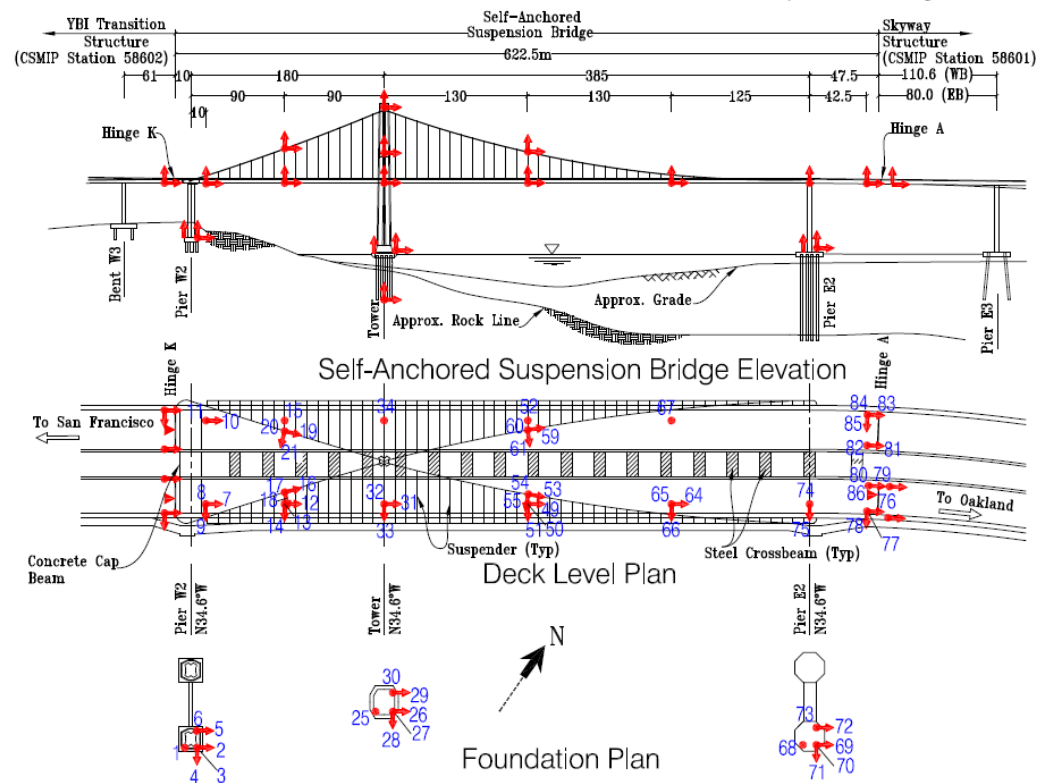 YBI Transition
Structure
(CSMIP Station 58602)
Self-Anchored
Suspension Bridge
622.5m
Skyway
Structure
(CSMIP Station 58601)
61
10
180
385
47.5
110.6 (WB)
90
90
130
130
125
42.5
80.0 (EB)
10
Hinge K
Hinge A
Bent W3
Pier W2
Tower
Approx. Rock Line
Approx. Grade
Pier E2
Pier E3
Self-Anchored Suspension Bridge Elevation
Hinge K
Hinge A
To San Francisco
11
10
15
20
19
21
34
52
60
59
61
67
84
83
85
82
81
8
7
9
17
16
18
12
13
14
32
31
33
54
53
55
49
50
51
65
64
66
74
75
80
79
86
76
78
77
To Oakland
Concrete Cap
Beam
Suspender (Typ)
Steel Crossbeam (Typ)
Deck Level Plan
Pier W2
N34.6°W
Tower
N34.6°W
Pier E2
N34.6°W
N
6
5
1
2
4
3
30
29
25
26
27
28
73
72
68
69
70
71
Foundation Plan